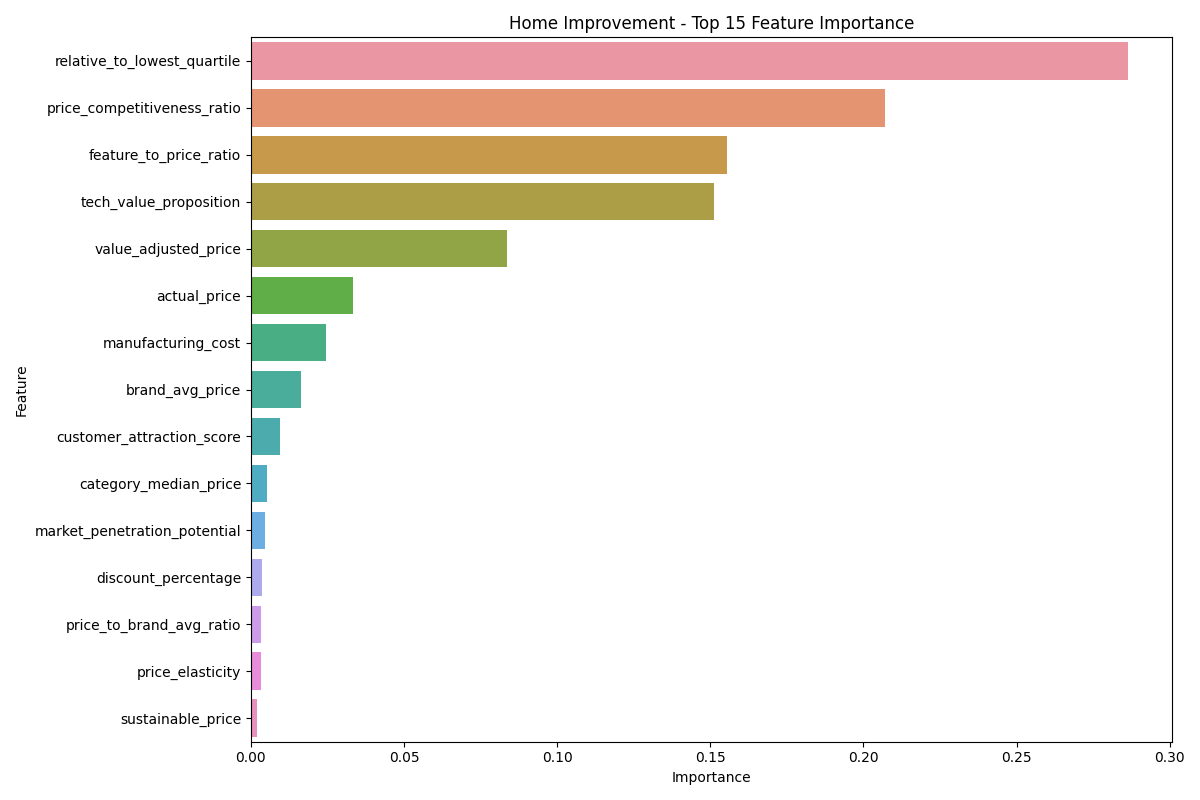 Home Improvement - Top 15 Feature Importance
relative_to_lowest_quartile
price_competitiveness_ratio
feature_to_price_ratio
tech_value_proposition
value_adjusted_price
actual_price
manufacturing_cost
brand_avg_price
customer_attraction_score
category_median_price
market_penetration_potential
discount_percentage
price_to_brand_avg_ratio
price_elasticity
sustainable_price
Feature
0.00 0.05 0.10 0.15 0.20 0.25 0.30
Importance